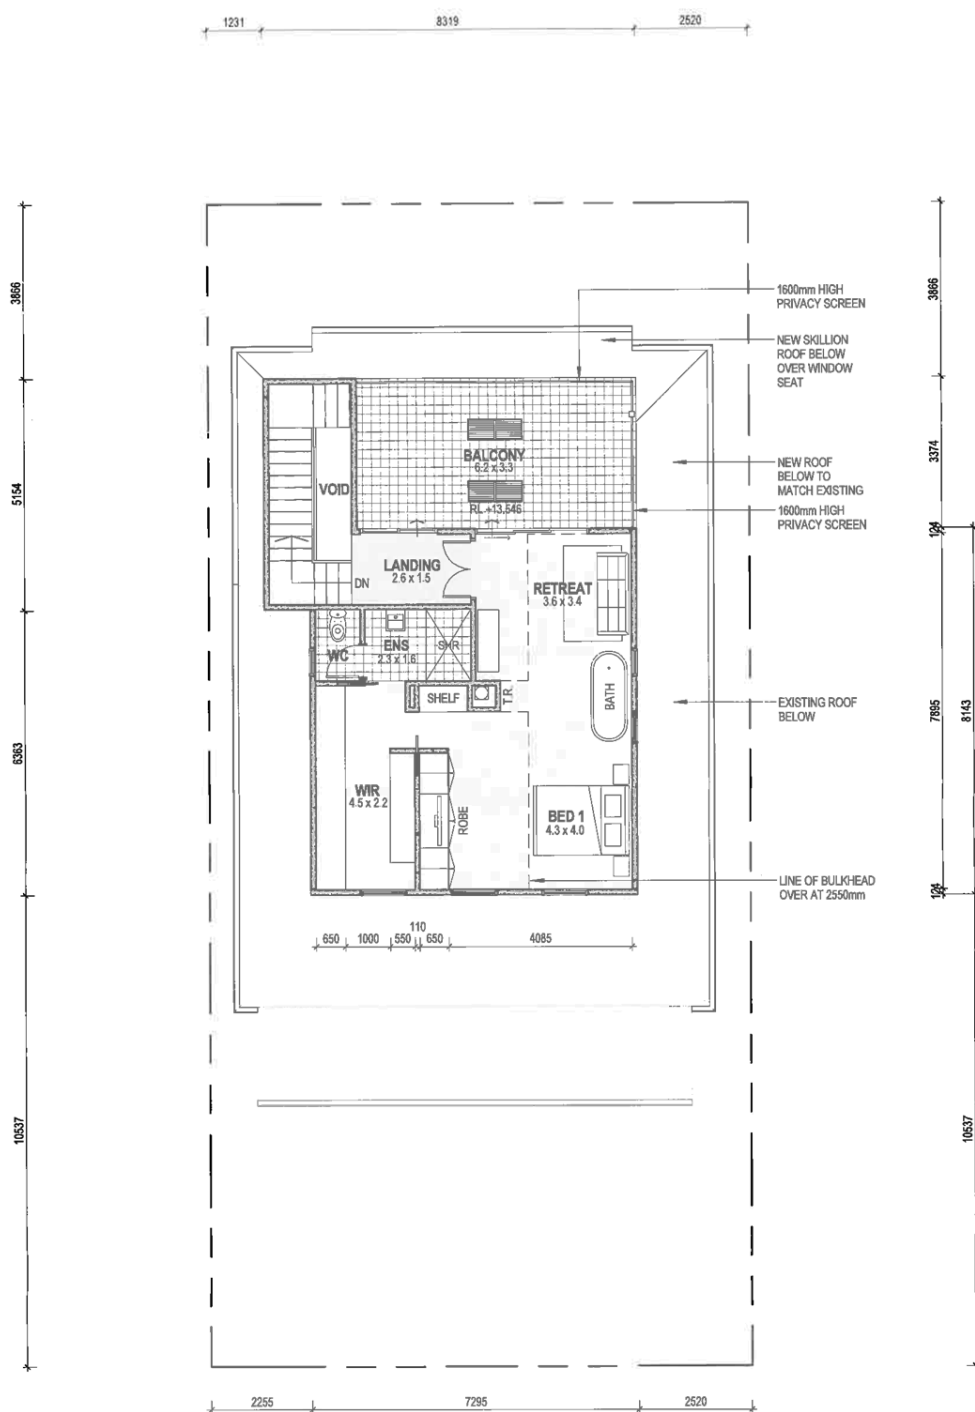 1231
8319
2520
3866
3866
1600mm HIGH
PRIVACY SCREEN
NEW SKILLION
ROOF BELOW
OVER WINDOW
SEAT
5154
3374
VOID
BALCONY
6.2 x 3.3
RL +13.546
NEW ROOF
BELOW TO
MATCH EXISTING
1600mm HIGH
PRIVACY SCREEN
124
LANDING
2.6 x 1.5
DN
RETREAT
3.6 x 3.4
WC
ENS
2.3 x 1.6
SHR
SHELF
T.R.
BATH
EXISTING ROOF
BELOW
6363
7895
8143
WIR
4.5 x 2.2
ROBE
BED 1
4.3 x 4.0
LINE OF BULKHEAD
OVER AT 2550mm
124
110
650
1000
550
650
4085
10537
10537
2255
7295
2520